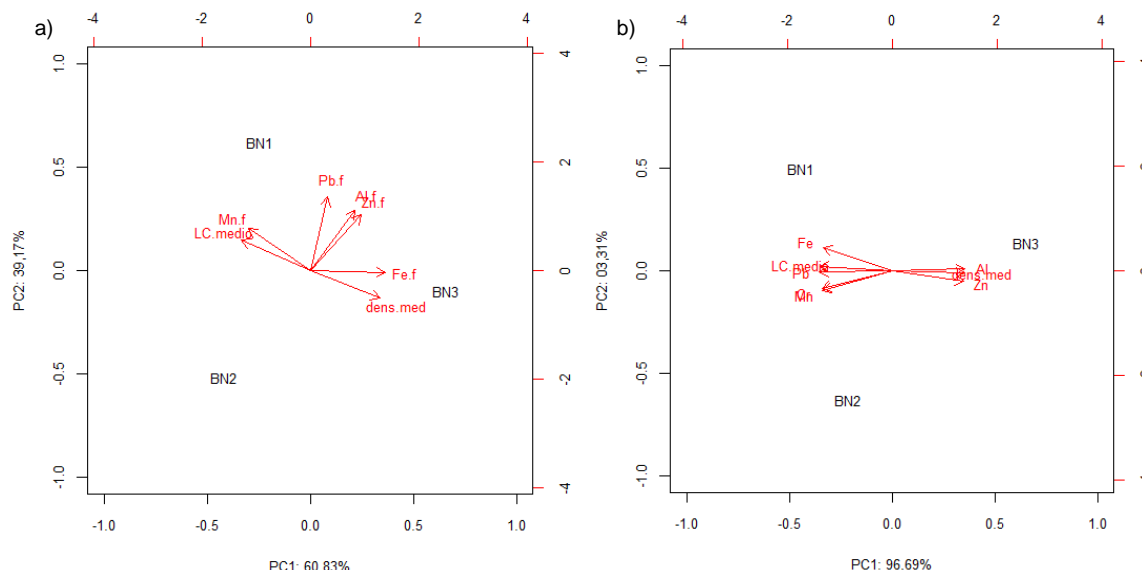 a)
-4 -2 0 2 4
1.0
0.5
0.0
-0.5
-1.0
4
2
0
-2
-4
BN1
Pb.f
Al.f
Zn.f
Mn.f
LC.medio
Fe.f
BN3
dens.med
BN2
-1.0 -0.5 0.0 0.5 1.0
PC2: 39,17%
PC1: 60.83%
b)
-4 -2 0 2 4
1.0
0.5
0.0
-0.5
-1.0
BN1
BN3
Fe
LC.medio
Al
Pb
dens.med
Zn
Mn
BN2
-1.0 -0.5 0.0 0.5 1.0
PC2: 03,31%
PC1: 96.69%